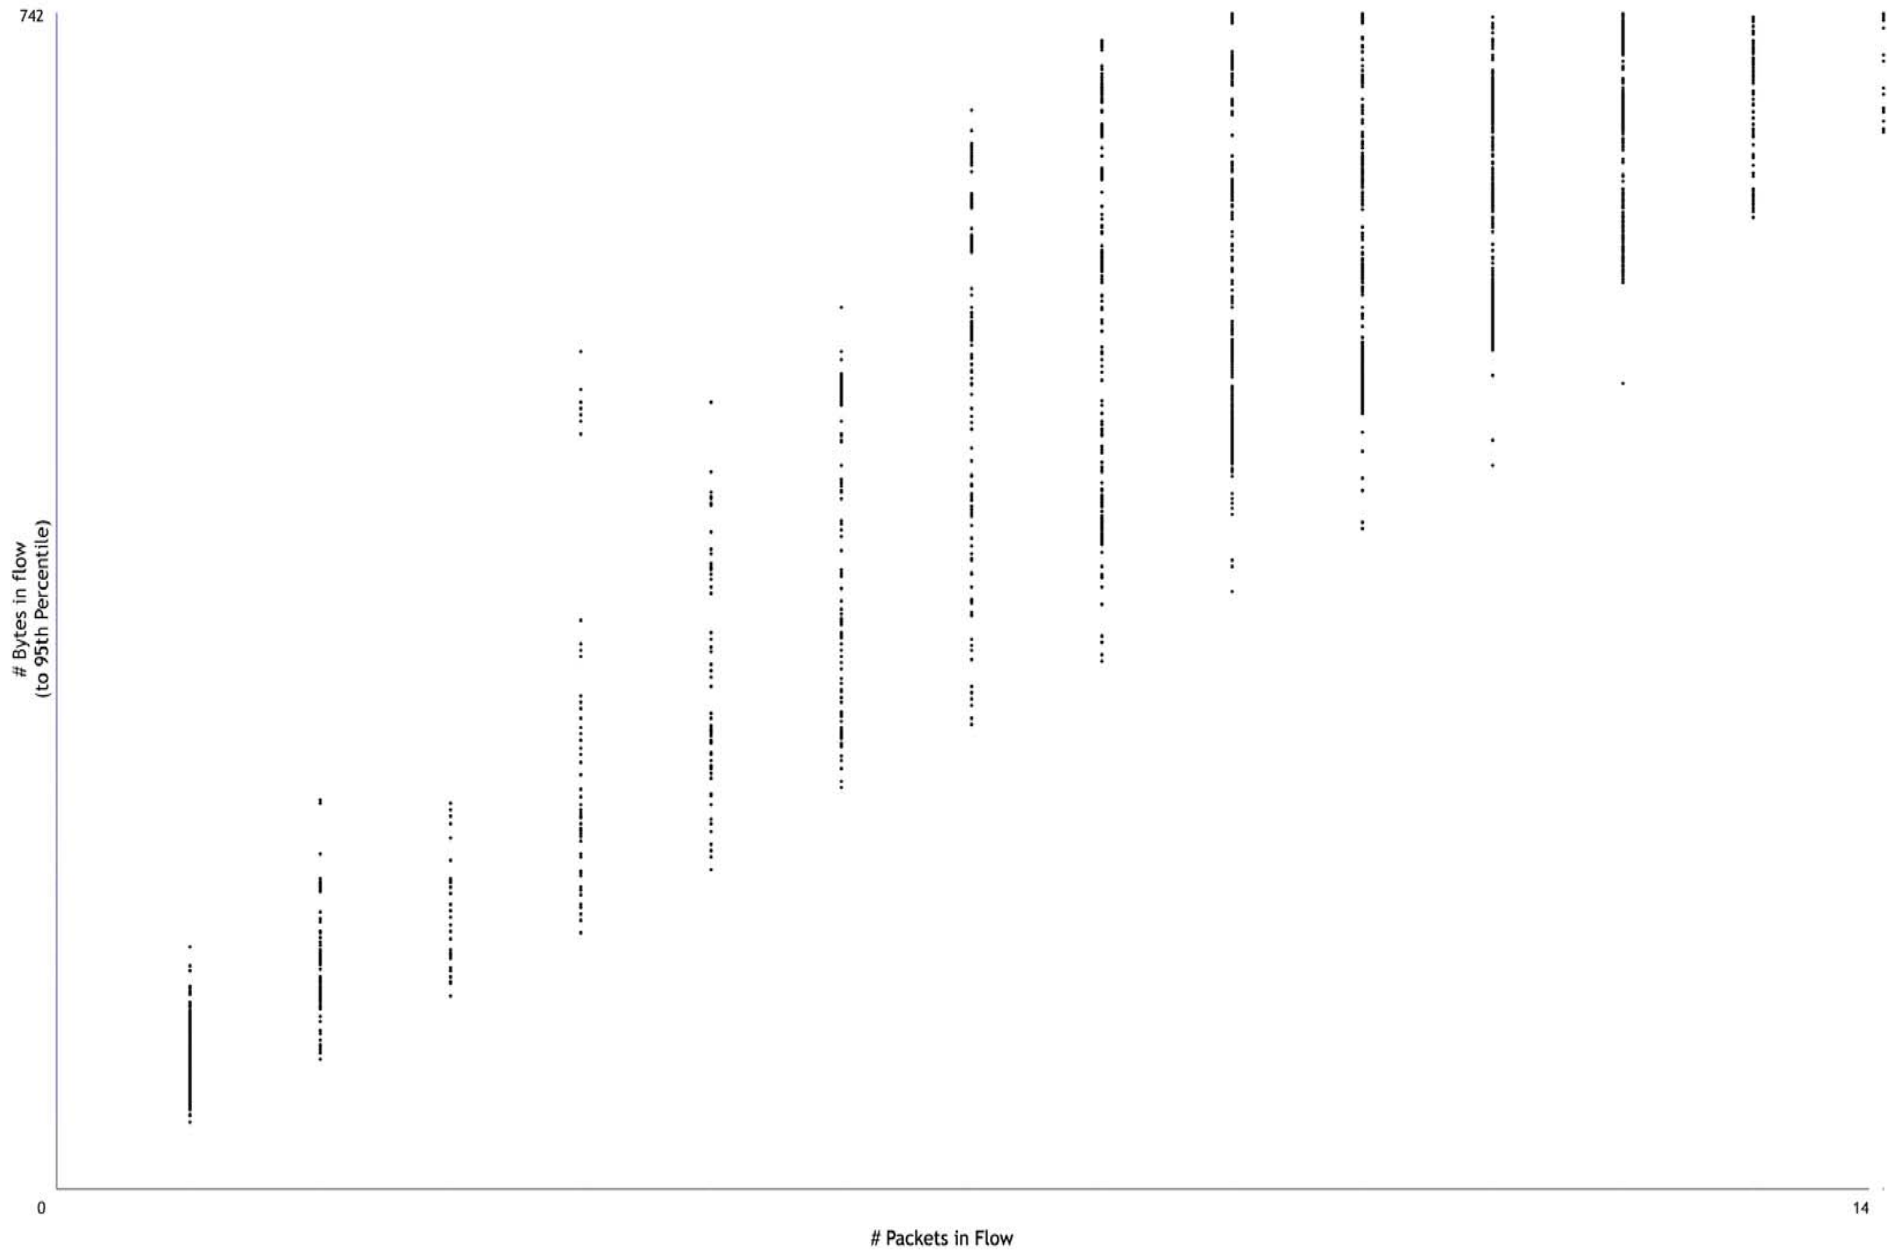 742
# Bytes in flow
(to 95th Percentile)
0
14
# Packets in Flow